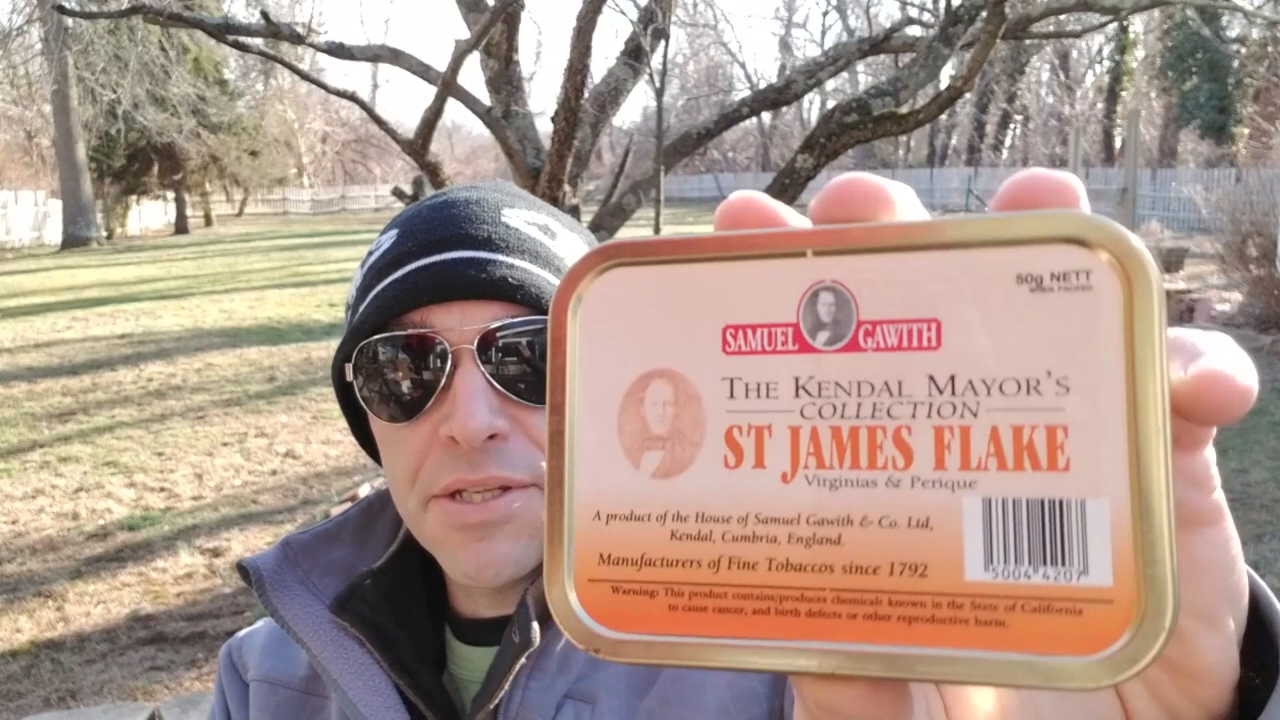 50g NETT
WHEN PACKED
SAMUEL GAWITH
THE KENDAL MAYOR'S
COLLECTION
ST JAMES FLAKE
Virginias & Perique
A product of the House of Samuel Gawith & Co. Ltd,
Kendal, Cumbria, England.
Manufacturers of Fine Tobaccos since 1792
5004 4207
Warning: This product contains/produces chemicals known in the State of California
to cause cancer, and birth defects or other reproductive harm.